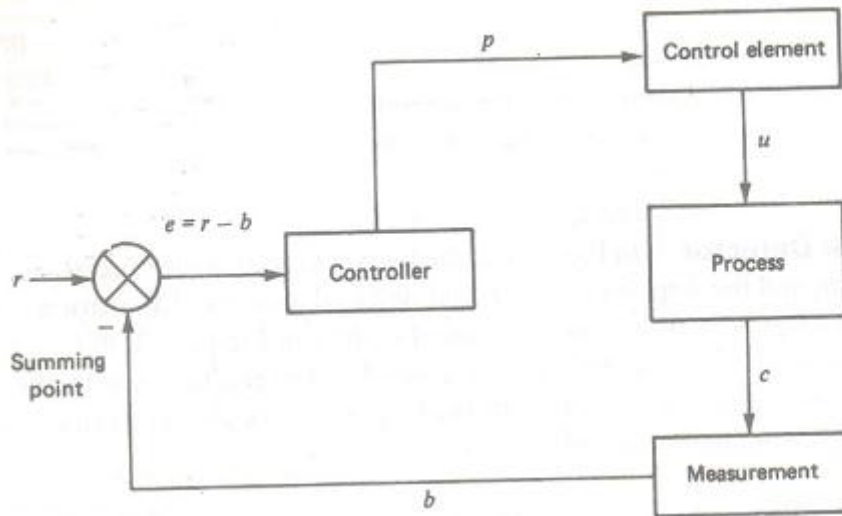 p
Control element
u
e = r − b
r
Controller
Process
−
Summing
point
c
Measurement
b